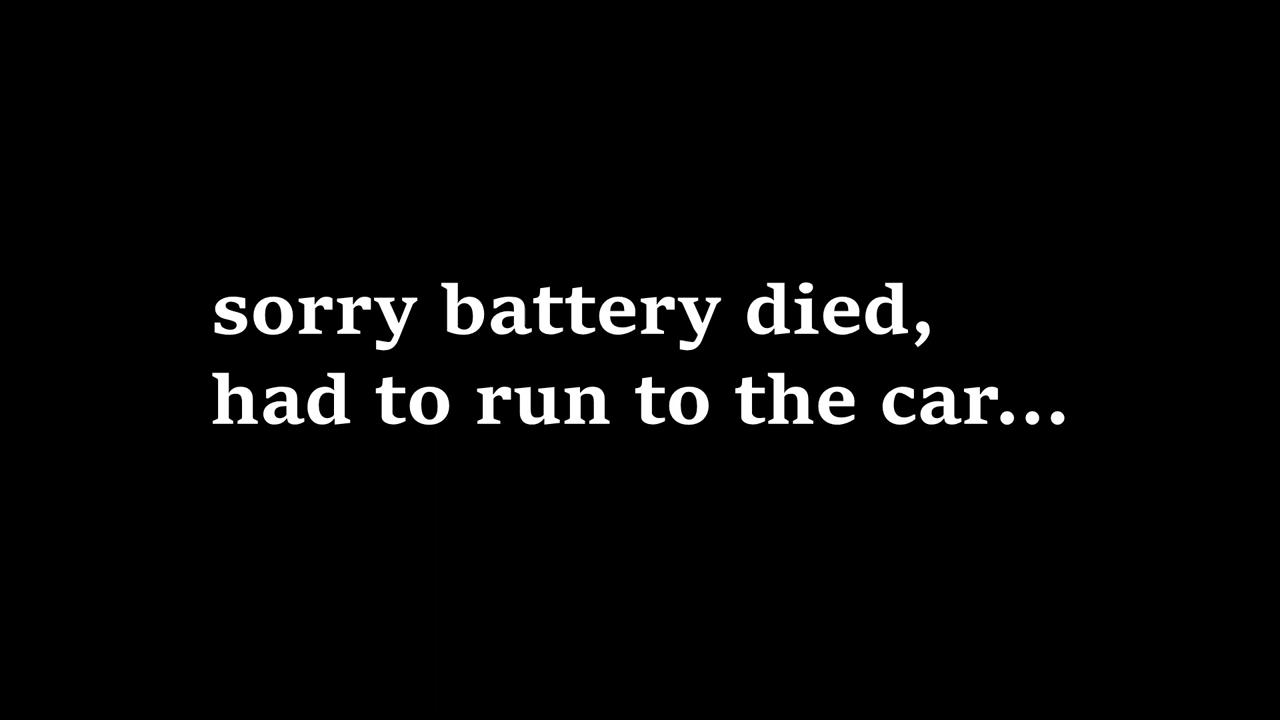 sorry battery died,
had to run to the car...